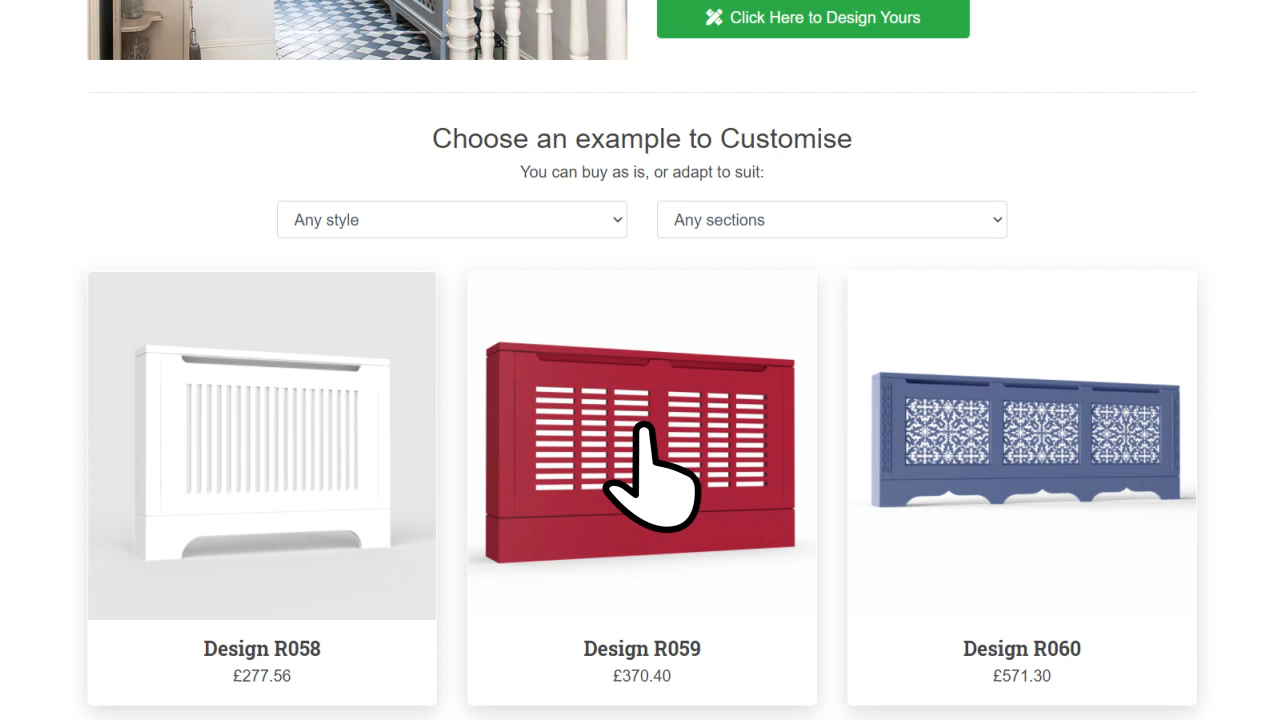 Click Here to Design Yours
Choose an example to Customise
You can buy as is, or adapt to suit:
Any style
Any sections
Design R058
Design R059
Design R060
£277.56
£370.40
£571.30